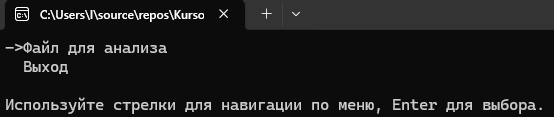 C:\Users\I\source\repos\Kurso
->Файл для анализа
Выход
Используйте стрелки для навигации по меню, Enter для выбора.